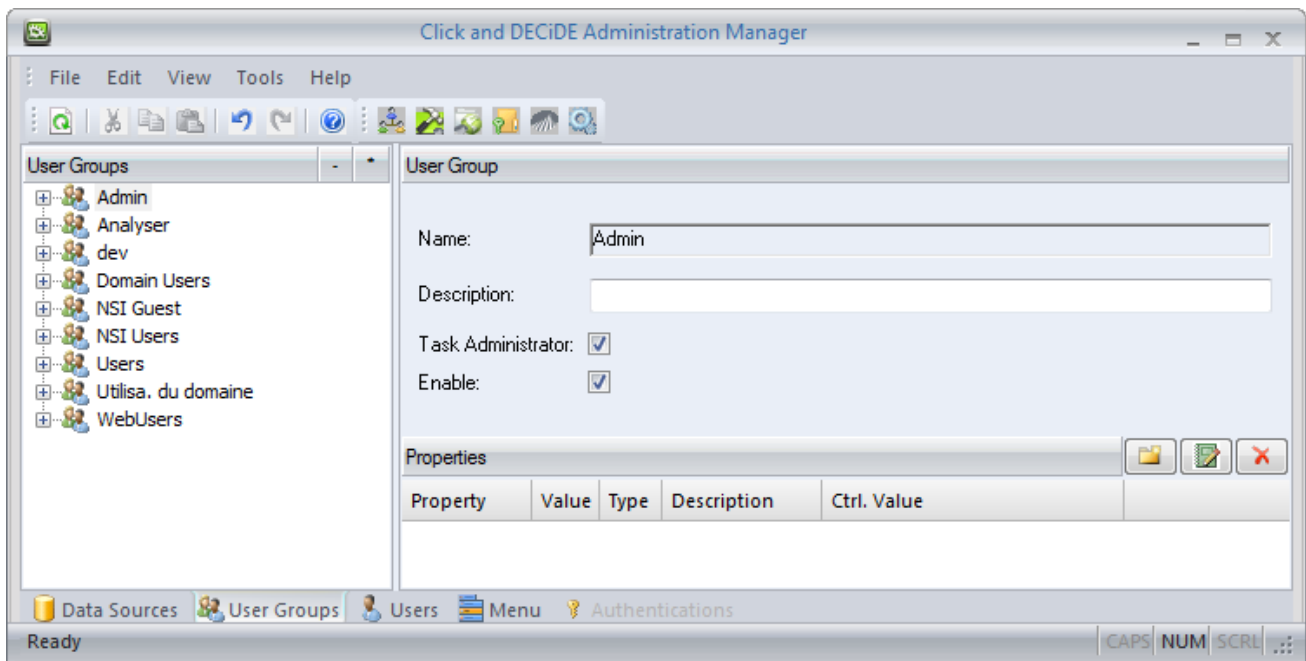 Click and DECiDE Administration Manager
File Edit View Tools Help
User Groups - *
Admin
Analyser
dev
Domain Users
NSI Guest
NSI Users
Users
Utilisa. du domaine
WebUsers
User Group
Name: Admin
Description:
Task Administrator:
Enable:
Properties
Property Value Type Description Ctrl. Value
Data Sources User Groups Users Menu Authentications
Ready CAPS NUM SCRL